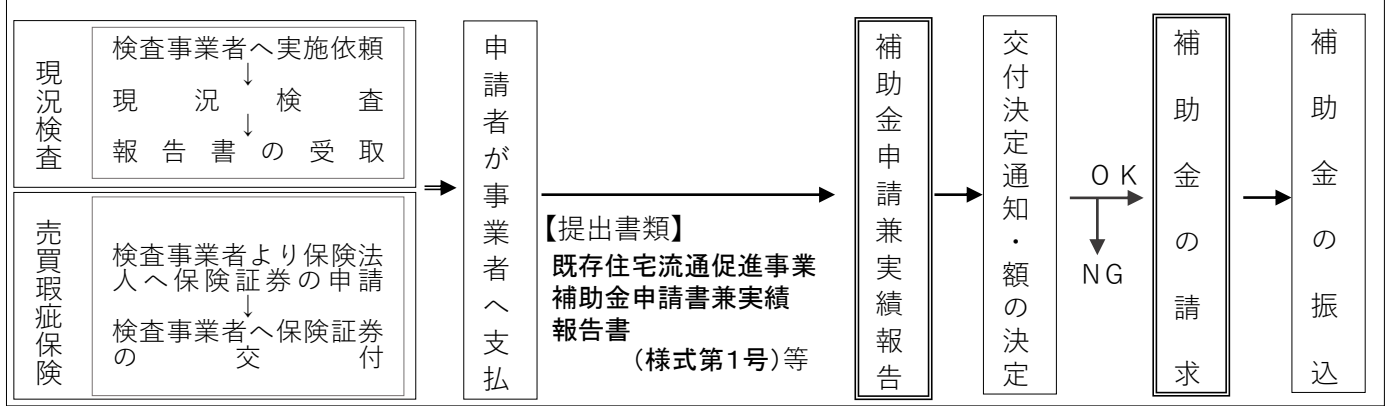 現況検査
検査事業者へ実施依頼
↓
現況検査
↓
報告書の受取
売買瑕疵保険
検査事業者より保険法
人へ保険証券の申請
↓
検査事業者へ保険証券
の交付
申請者が事業者へ支払
【提出書類】
既存住宅流通促進事業
補助金申請書兼実績
報告書
(様式第1号)等
補助金申請兼実績報告
交付決定通知・額の決定
OK
NG
補助金の請求
補助金の振込